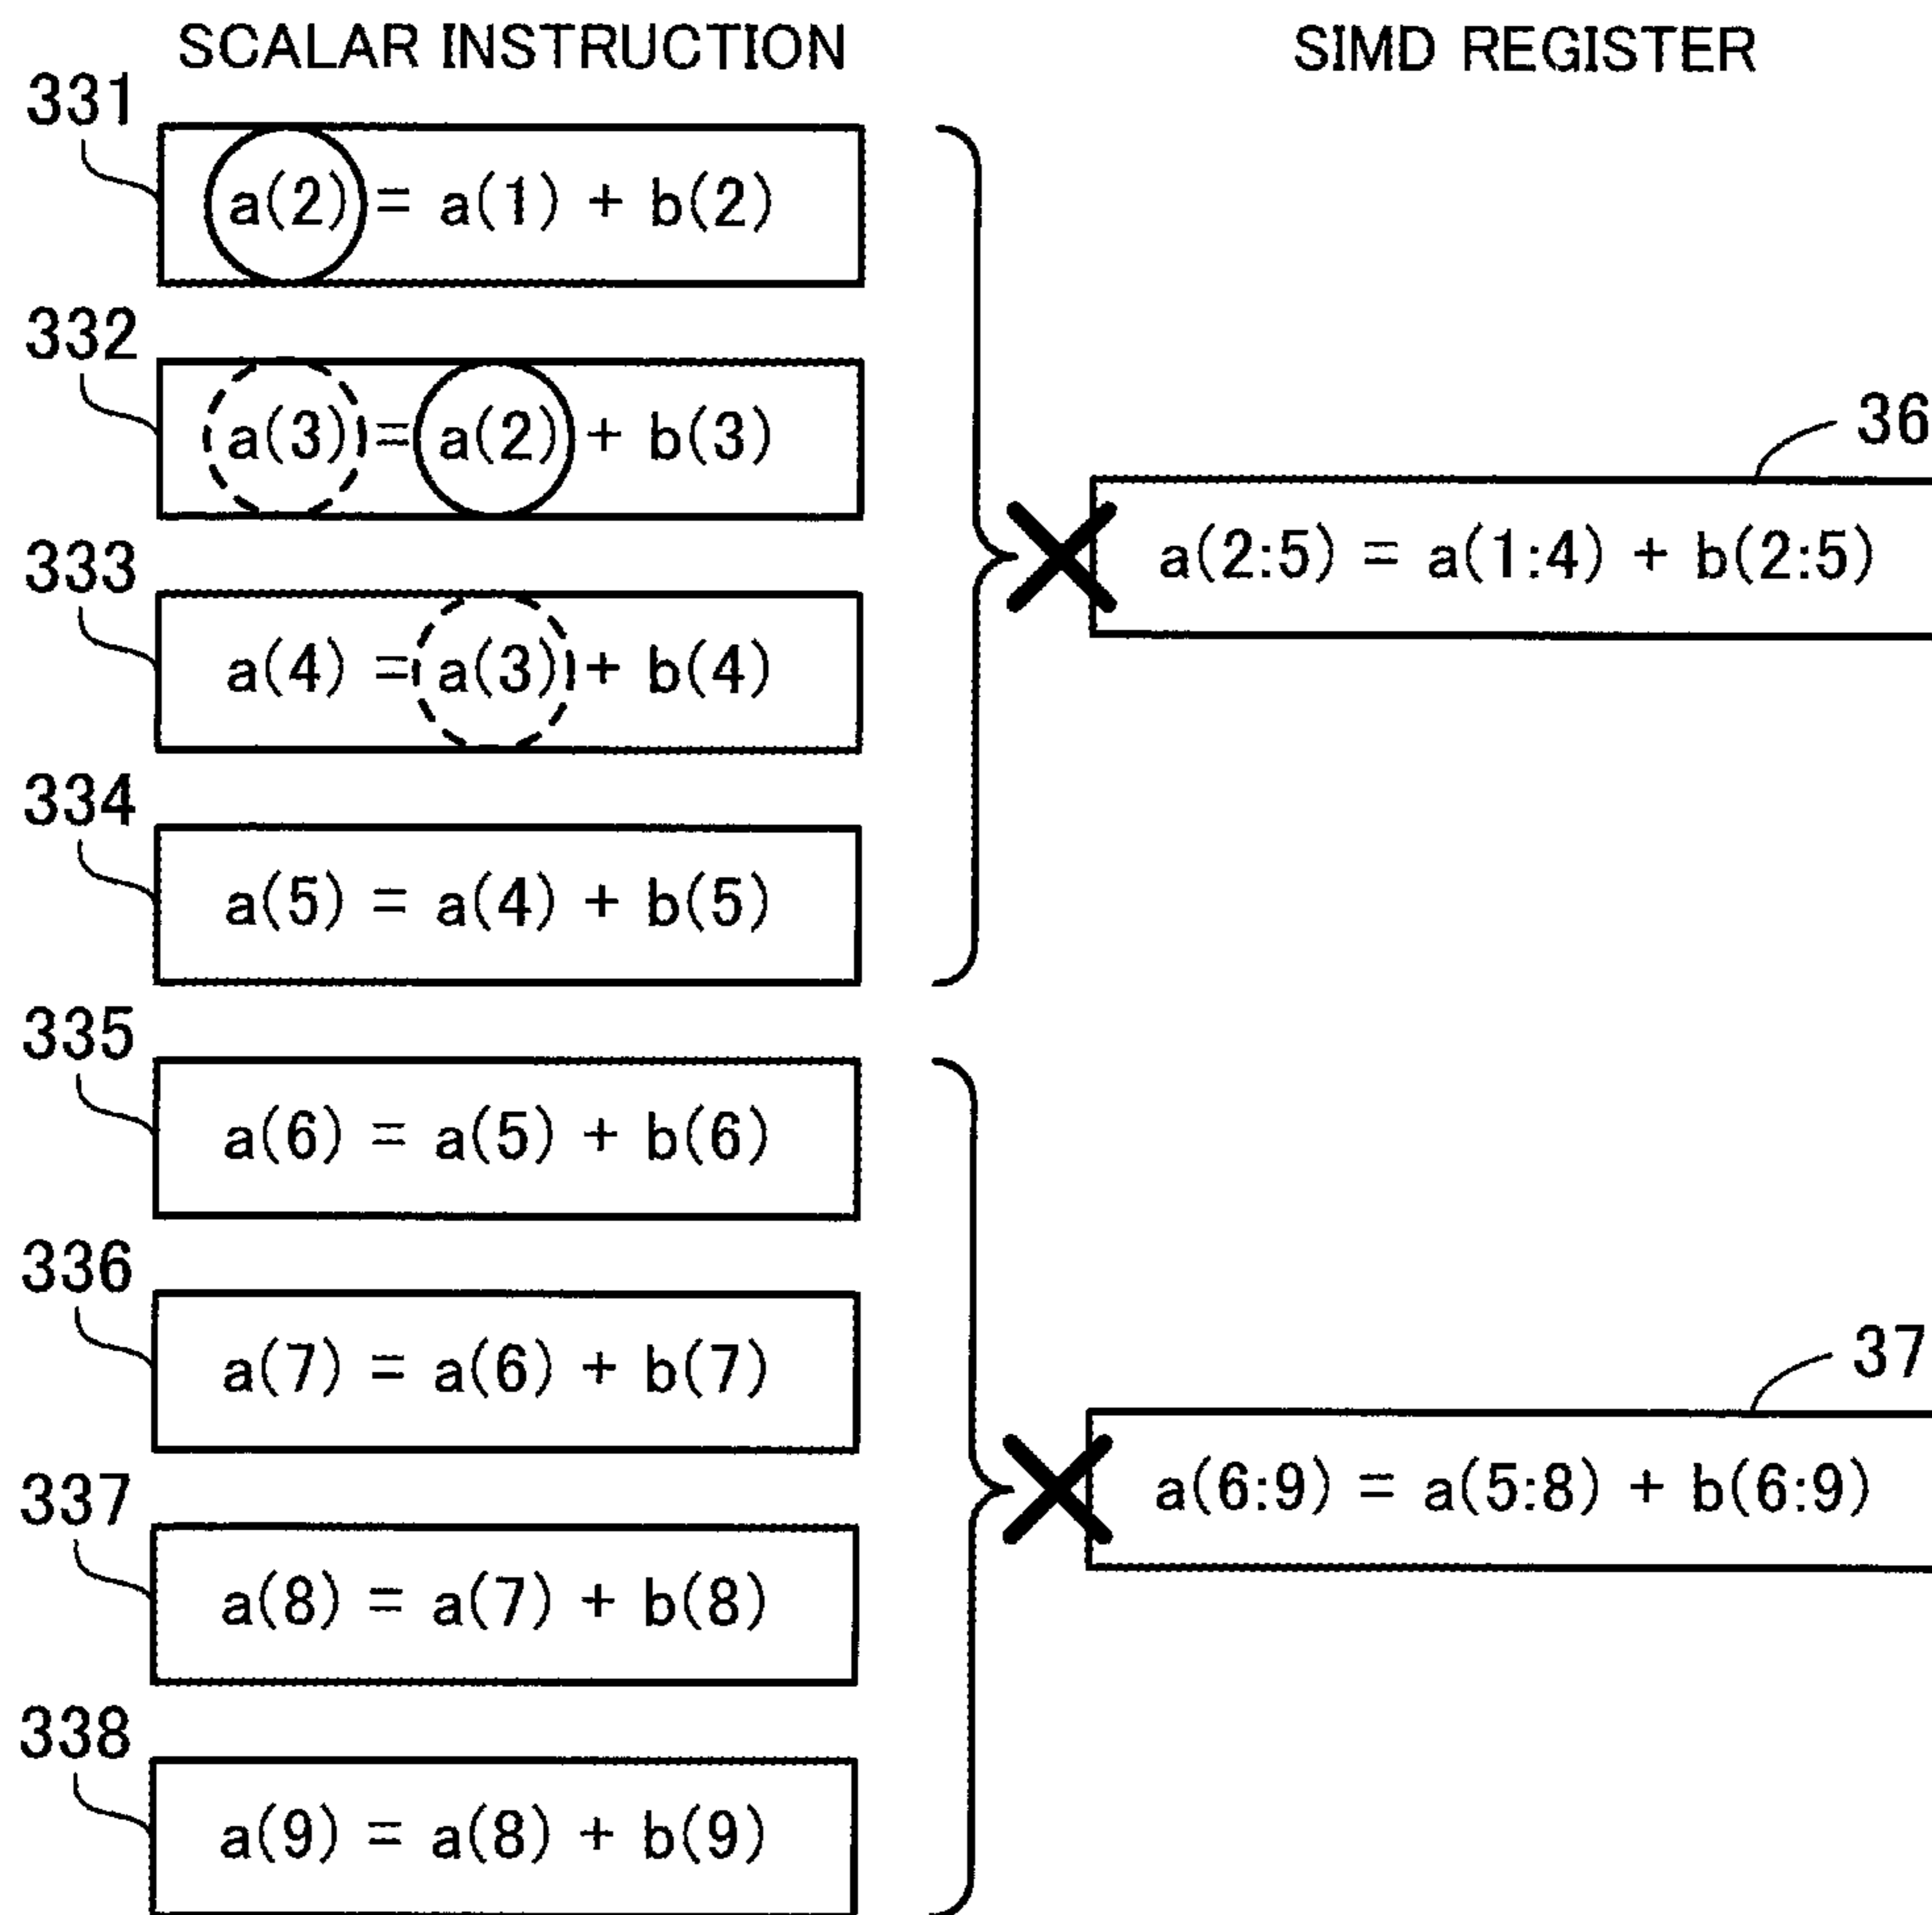 SCALAR INSTRUCTION
SIMD REGISTER
331
a(2) = a(1) + b(2)
332
a(3) = a(2) + b(3)
333
a(4) = a(3) + b(4)
334
a(5) = a(4) + b(5)
36
a(2:5) = a(1:4) + b(2:5)
335
a(6) = a(5) + b(6)
336
a(7) = a(6) + b(7)
337
a(8) = a(7) + b(8)
338
a(9) = a(8) + b(9)
37
a(6:9) = a(5:8) + b(6:9)